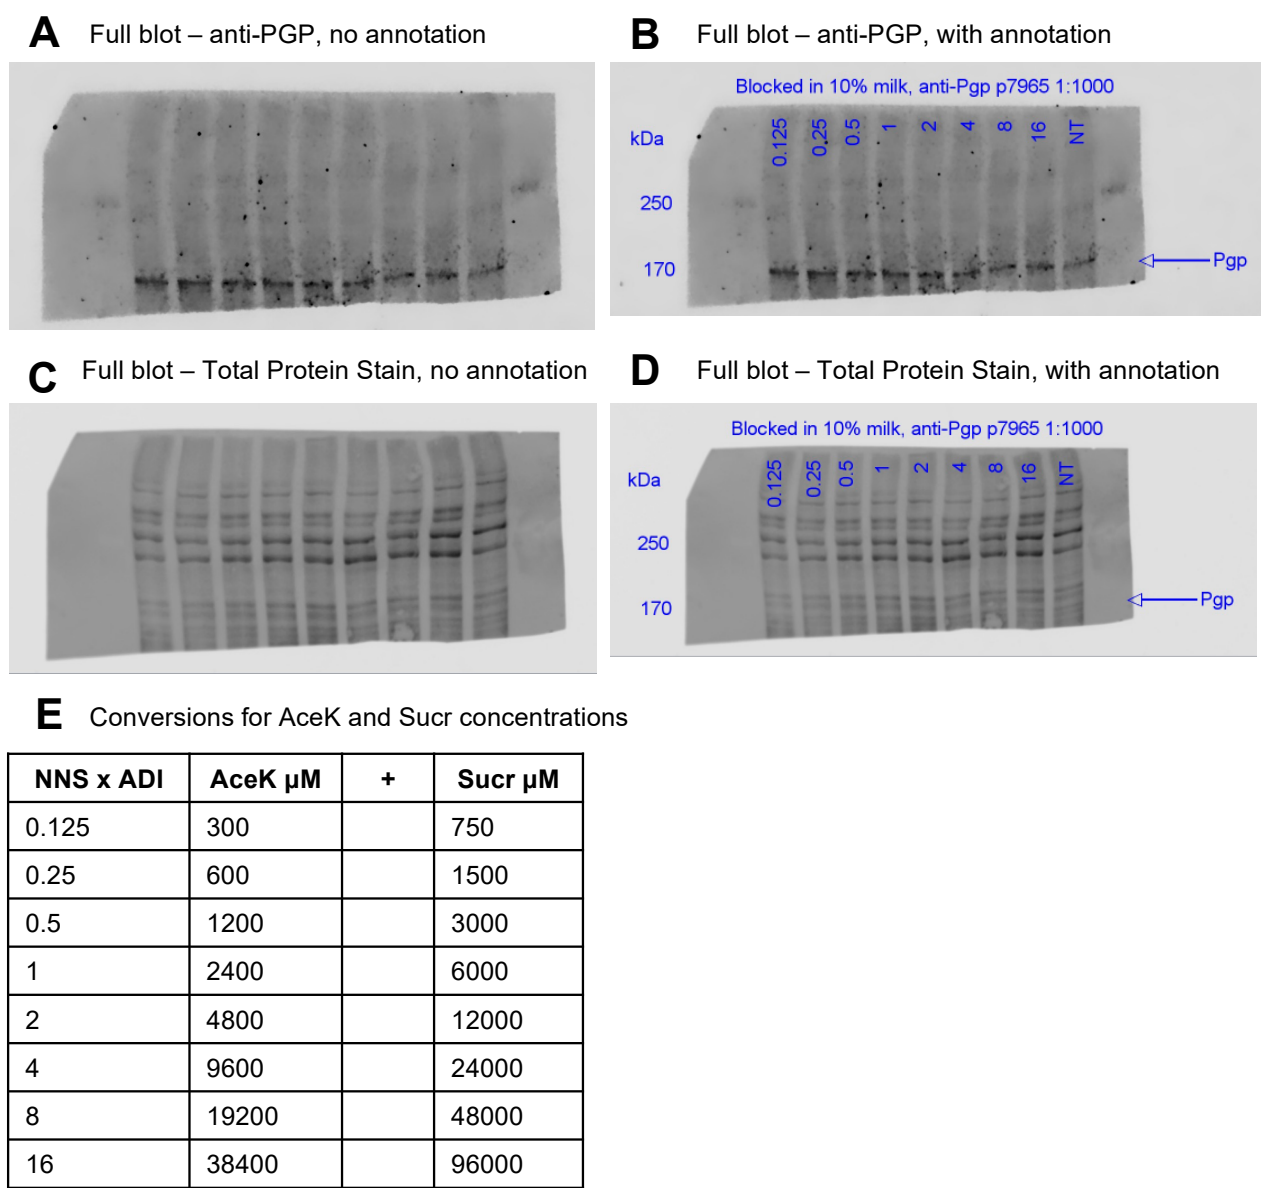 A Full blot – anti-PGP, no annotation
B Full blot – anti-PGP, with annotation
Blocked in 10% milk, anti-Pgp p7965 1:1000
kDa
0.125 0.25 0.5 1 2 4 8 16 NT
250
170
Pgp
C Full blot – Total Protein Stain, no annotation
D Full blot – Total Protein Stain, with annotation
Blocked in 10% milk, anti-Pgp p7965 1:1000
kDa
0.125 0.25 0.5 1 2 4 8 16 NT
250
170
Pgp
E Conversions for AceK and Sucr concentrations
NNS x ADI AceK µM + Sucr µM
0.125 300 750
0.25 600 1500
0.5 1200 3000
1 2400 6000
2 4800 12000
4 9600 24000
8 19200 48000
16 38400 96000